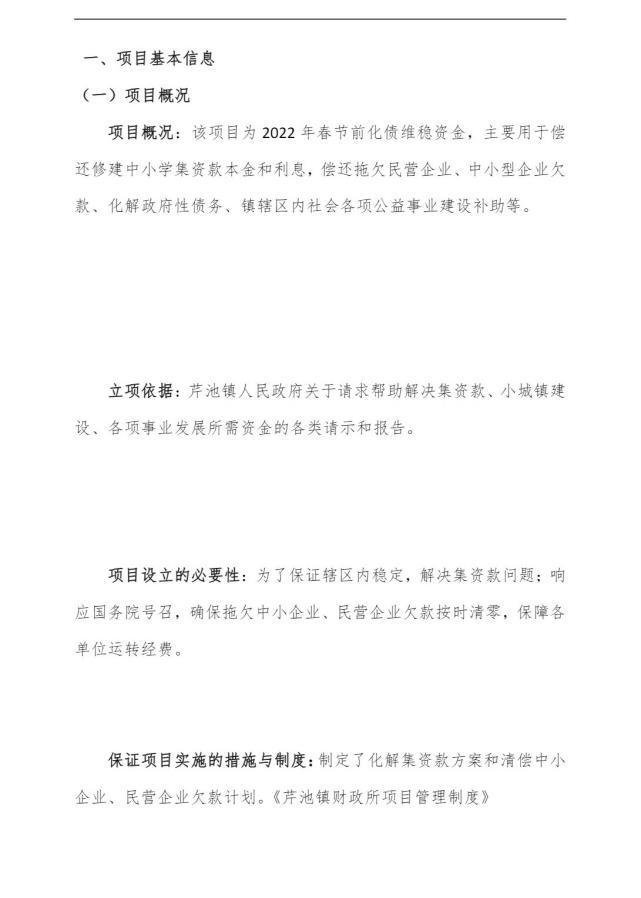 一、项目基本信息
（一）项目概况
项目概况：该项目为 2022 年春节前化债维稳资金，主要用于偿
还修建中小学集资款本金和利息，偿还拖欠民营企业、中小型企业欠
款、化解政府性债务、镇辖区内社会各项公益事业建设补助等。
立项依据：芹池镇人民政府关于请求帮助解决集资款、小城镇建
设、各项事业发展所需资金的各类请示和报告。
项目设立的必要性：为了保证辖区内稳定，解决集资款问题；响
应国务院号召，确保拖欠中小企业、民营企业欠款按时清零，保障各
单位运转经费。
保证项目实施的措施与制度：制定了化解集资款方案和清偿中小
企业、民营企业欠款计划。《芹池镇财政所项目管理制度》